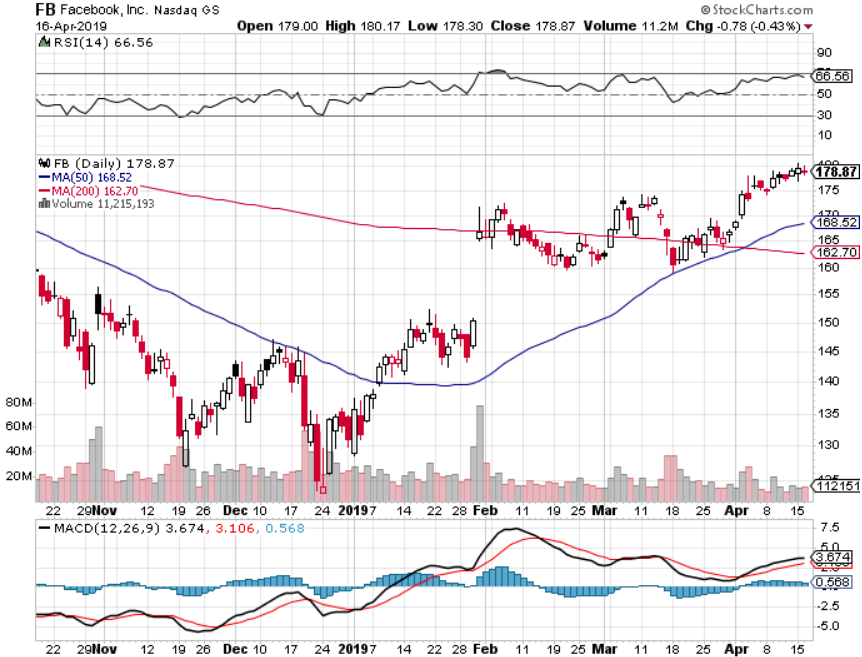 FB Facebook, Inc. Nasdaq GS © StockCharts.com
16-Apr-2019 Open 179.00 High 180.17 Low 178.30 Close 178.87 Volume 11.2M Chg -0.78 (-0.43%)
RSI(14) 66.56
90
66.56
50
30
10
FB (Daily) 178.87
MA(50) 168.52
MA(200) 162.70
Volume 11,215,193
178.87
175
170
168.52
165
162.70
160
155
150
145
140
80M 135
60M
40M 130
20M 125
112151
22 29 Nov 12 19 26 Dec 10 17 24 2019 7 14 22 28 Feb 11 19 25 Mar 11 18 25 Apr 8 15
MACD(12,26,9) 3.674, 3.106, 0.568
7.5
5.0
3.674
2.5
0.568
-2.5
-5.0
22 29 Nov 12 19 26 Dec 10 17 24 2019 7 14 22 28 Feb 11 19 25 Mar 11 18 25 Apr 8 15